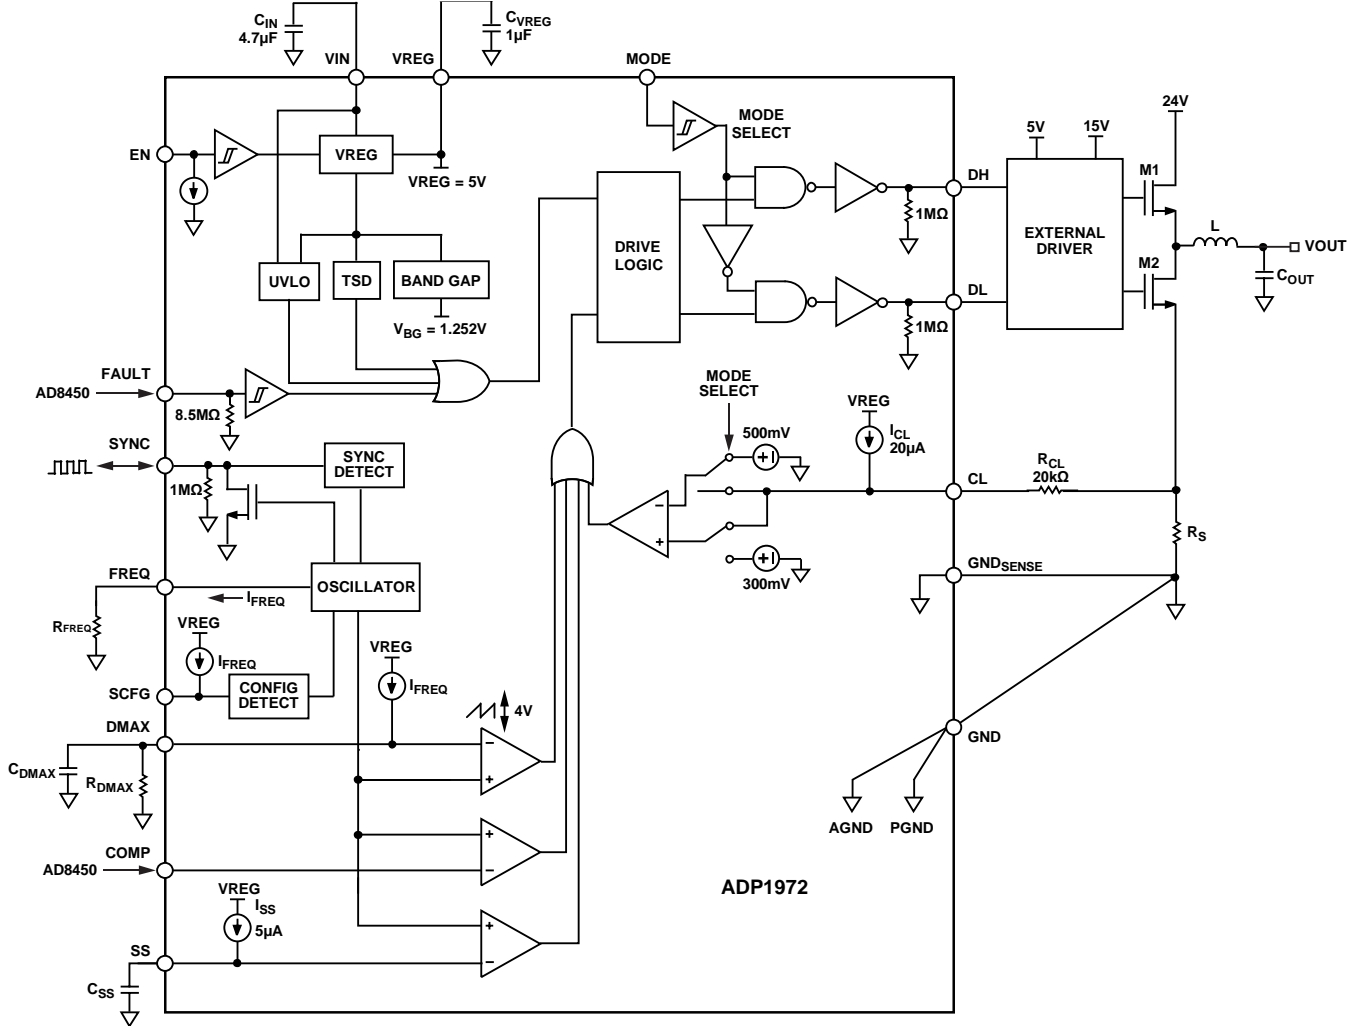 CIN
4.7µF
CVREG
1µF
VIN
VREG
MODE
24V
MODE
SELECT
5V
15V
EN
VREG
VREG = 5V
DH
M1
1MΩ
DRIVE
LOGIC
EXTERNAL
DRIVER
L
VOUT
UVLO
TSD
BAND GAP
M2
COUT
DL
VBG = 1.252V
1MΩ
FAULT
AD8450
8.5MΩ
MODE
SELECT
VREG
500mV
ICL
20µA
SYNC
SYNC
DETECT
1MΩ
CL
RCL
20kΩ
RS
FREQ
OSCILLATOR
IFREQ
GNDSENSE
300mV
RFREQ
VREG
IFREQ
VREG
IFREQ
SCFG
CONFIG
DETECT
4V
DMAX
GND
CDMAX
RDMAX
AGND
PGND
COMP
AD8450
VREG
ISS
5µA
ADP1972
SS
CSS